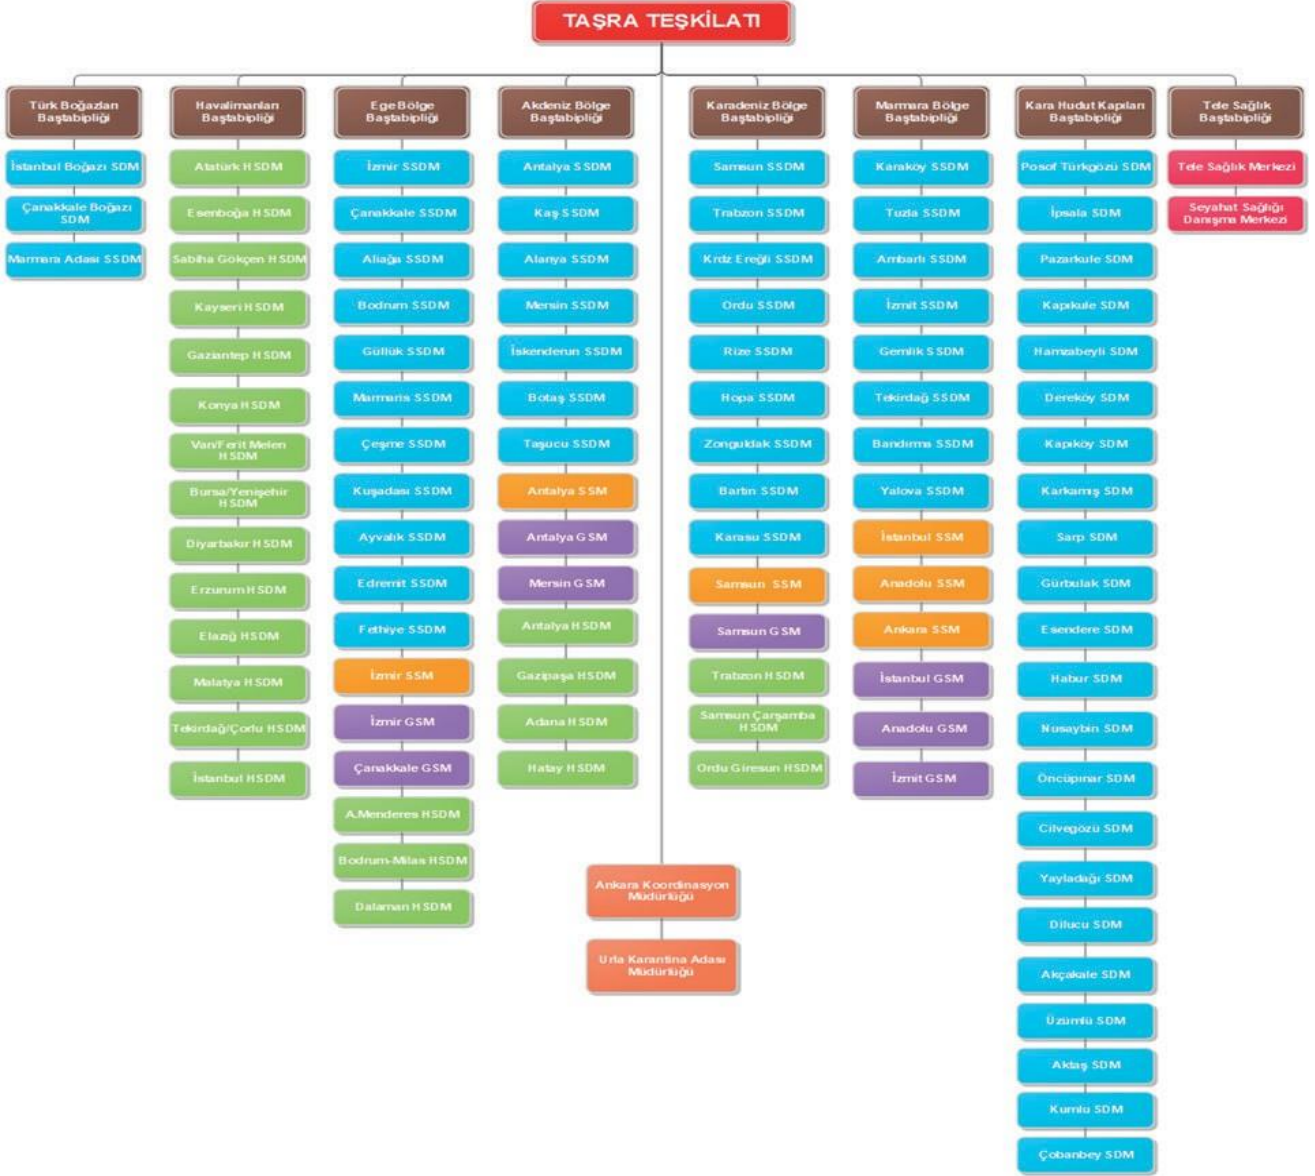 TAŞRA TEŞKİLATI
Türk Boğazları
Baştabipliği
İstanbul Boğazı SDM
Çanakkale Boğazı
SDM
Marmara Adası SSDM
Havalimanları
Baştabipliği
Atatürk HSDM
Esenboğa HSDM
Sabiha Gökçen HSDM
Kayseri HSDM
Gaziantep HSDM
Konya HSDM
Van/Ferit Melen
HSDM
Bursa/Yenişehir
HSDM
Diyarbakır HSDM
Erzurum HSDM
Elazığ HSDM
Malatya HSDM
Tekirdağ/Çorlu HSDM
İstanbul HSDM
Ege Bölge
Baştabipliği
İzmir SSDM
Çanakkale SSDM
Aliağa SSDM
Bodrum SSDM
Güllük SSDM
Marmaris SSDM
Çeşme SSDM
Kuşadası SSDM
Ayvalık SSDM
Edremit SSDM
Fethiye SSDM
İzmir SSM
İzmir GSM
Çanakkale GSM
A.Menderes HSDM
Bodrum-Milas HSDM
Dalaman HSDM
Akdeniz Bölge
Baştabipliği
Antalya SSDM
Kaş SSDM
Alanya SSDM
Mersin SSDM
İskenderun SSDM
Botaş SSDM
Taşucu SSDM
Antalya SSM
Antalya GSM
Mersin GSM
Antalya HSDM
Gazipaşa HSDM
Adana HSDM
Hatay HSDM
Karadeniz Bölge
Baştabipliği
Samsun SSDM
Trabzon SSDM
Krdz Ereğli SSDM
Ordu SSDM
Rize SSDM
Hopa SSDM
Zonguldak SSDM
Bartın SSDM
Karasu SSDM
Samsun SSM
Samsun GSM
Trabzon HSDM
Samsun Çarşamba
HSDM
Ordu Giresun HSDM
Marmara Bölge
Baştabipliği
Karaköy SSDM
Tuzla SSDM
Ambarlı SSDM
İzmit SSDM
Gemlik SSDM
Tekirdağ SSDM
Bandırma SSDM
Yalova SSDM
İstanbul SSM
Anadolu SSM
Ankara SSM
İstanbul GSM
Anadolu GSM
İzmit GSM
Kara Hudut Kapıları
Baştabipliği
Posof Türkgözü SDM
İpsala SDM
Pazarkule SDM
Kapıkule SDM
Hamzabeyli SDM
Dereköy SDM
Kapıköy SDM
Karkamış SDM
Sarp SDM
Gürbulak SDM
Esendere SDM
Habur SDM
Nusaybin SDM
Öncüpınar SDM
Cilvegözü SDM
Yayladağı SDM
Dilucu SDM
Akçakale SDM
Üzümlü SDM
Aktaş SDM
Kumlu SDM
Çobanbey SDM
Tele Sağlık
Baştabipliği
Tele Sağlık Merkezi
Seyahat Sağlığı
Danışma Merkezi
Ankara Koordinasyon
Müdürlüğü
Urla Karantina Adası
Müdürlüğü